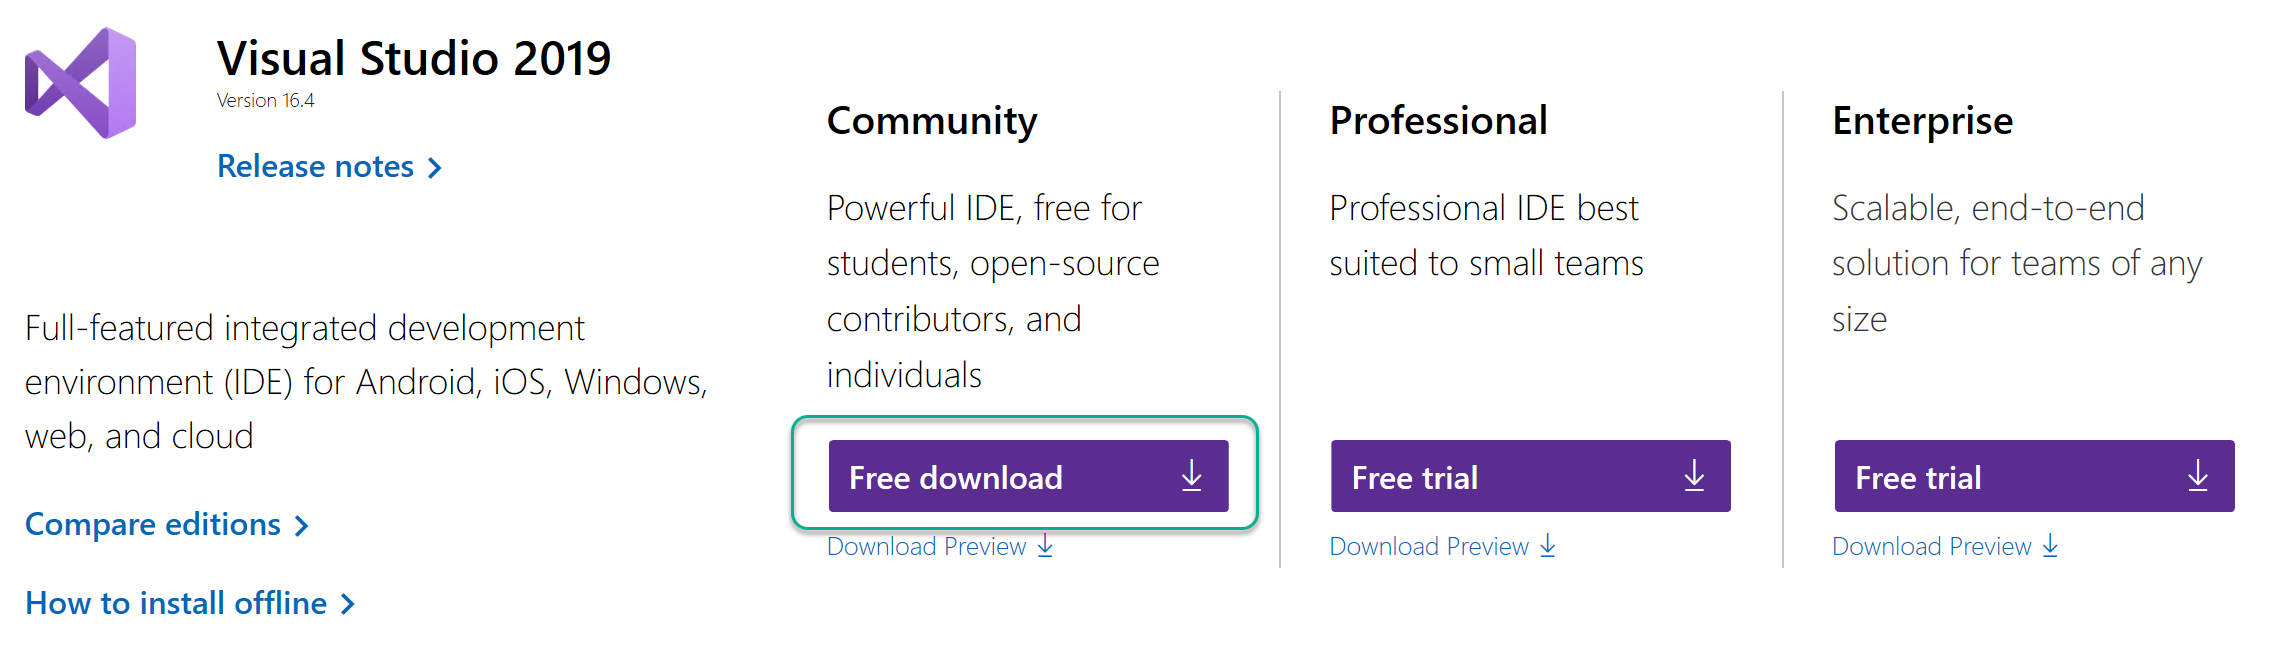 Visual Studio 2019
Version 16.4
Release notes
Full-featured integrated development
environment (IDE) for Android, iOS, Windows,
web, and cloud
Compare editions
How to install offline
Community
Powerful IDE, free for
students, open-source
contributors, and
individuals
Free download
Download Preview
Professional
Professional IDE best
suited to small teams
Free trial
Download Preview
Enterprise
Scalable, end-to-end
solution for teams of any
size
Free trial
Download Preview